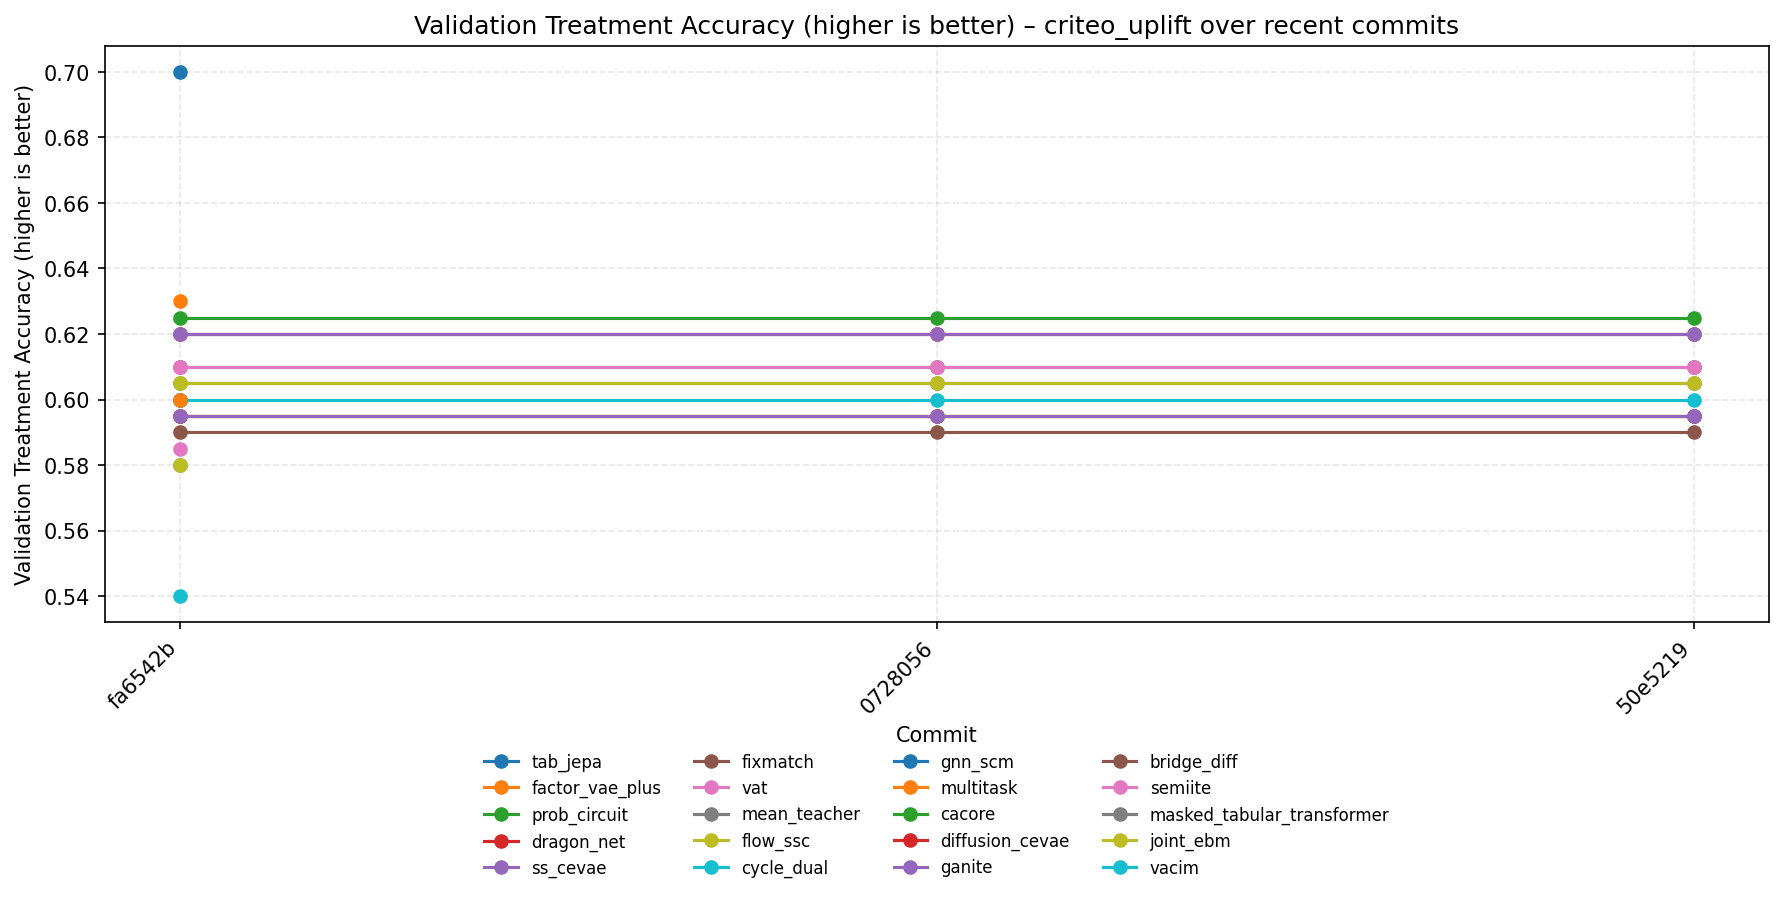 Validation Treatment Accuracy (higher is better) – criteo_uplift over recent commits
Validation Treatment Accuracy (higher is better)
0.70
0.68
0.66
0.64
0.62
0.60
0.58
0.56
0.54
fa6542b
0728056
50e5219
Commit
tab_jepa
factor_vae_plus
prob_circuit
dragon_net
ss_cevae
fixmatch
vat
mean_teacher
flow_ssc
cycle_dual
gnn_scm
multitask
cacore
diffusion_cevae
ganite
bridge_diff
semiite
masked_tabular_transformer
joint_ebm
vacim